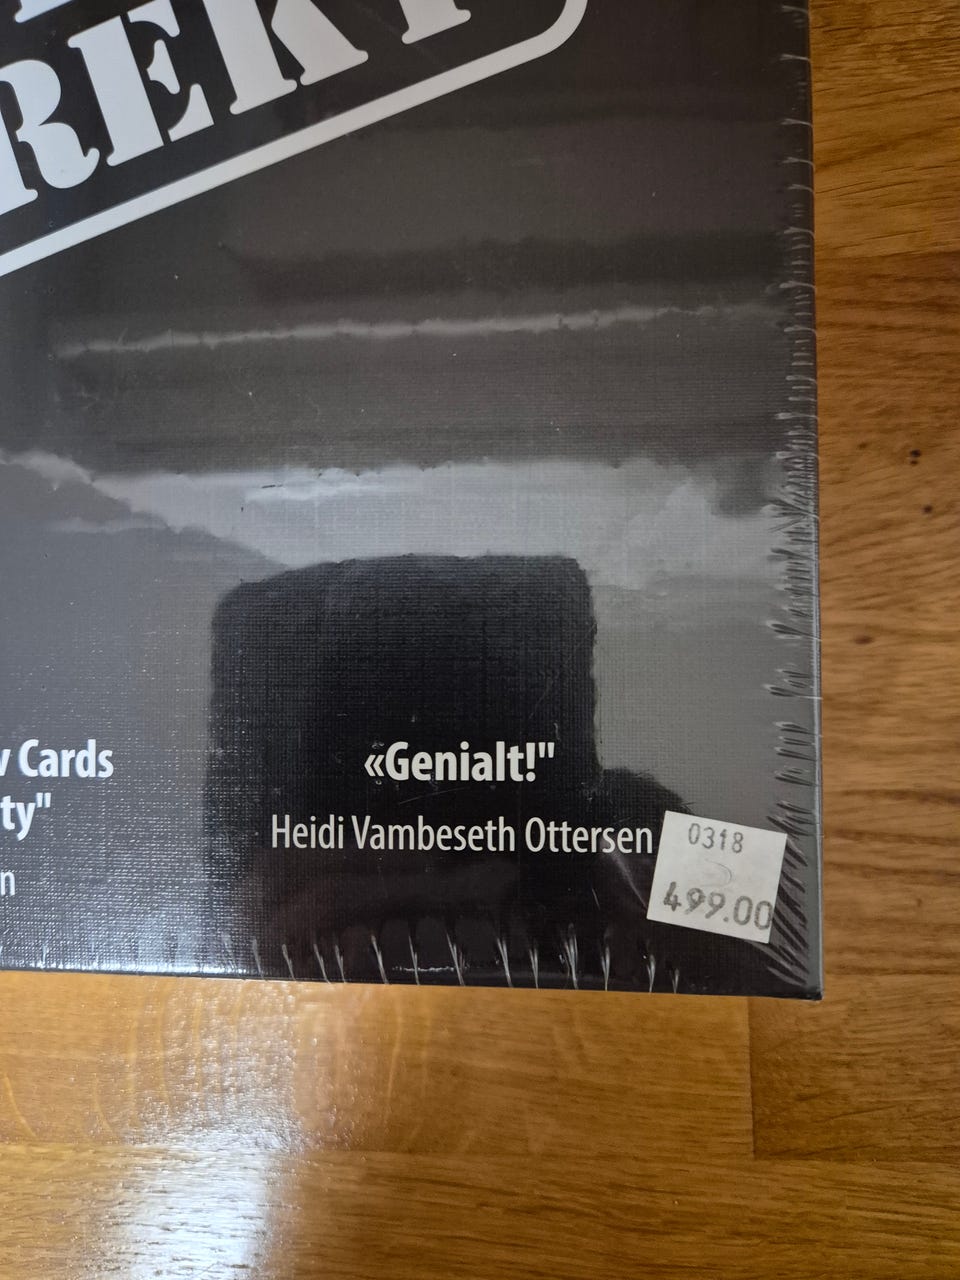 REKT
v Cards
ty"
n
«Genialt!"
Heidi Vambeseth Ottersen
0318
499.00